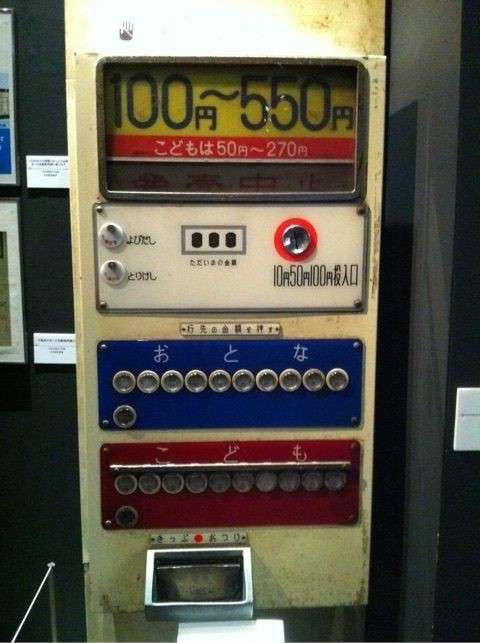 100円～550円
こどもは50円～270円
発売中
よびだし
とりけし
ただいまの金額
10円50円100円投入口
行先の金額を押す
おとな
こども
きっぷ●おつり